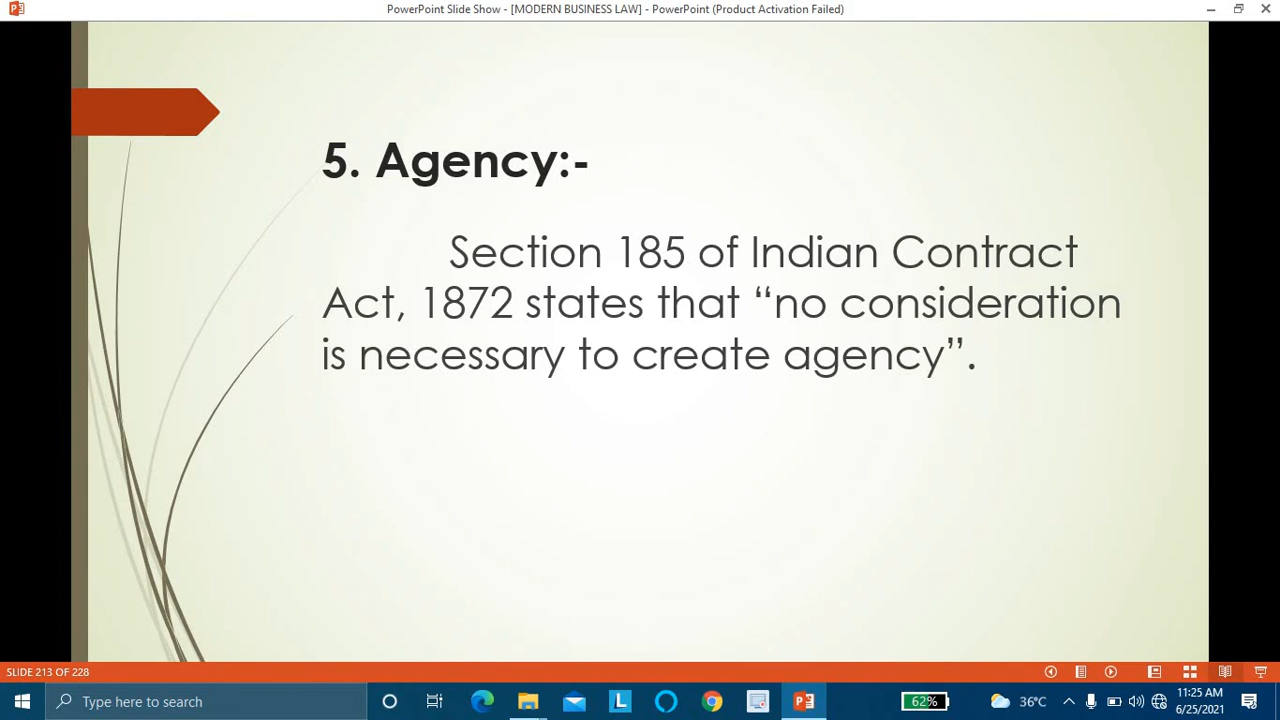 PowerPoint Slide Show - [MODERN BUSINESS LAW] - PowerPoint (Product Activation Failed)
5. Agency:-
Section 185 of Indian Contract
Act, 1872 states that “no consideration
is necessary to create agency”.
SLIDE 213 OF 228
Type here to search
62%
36°C
11:25 AM
6/25/2021